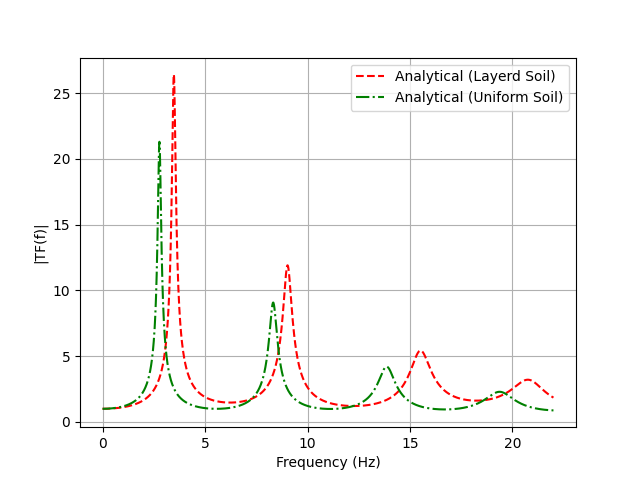 Analytical (Layerd Soil)
Analytical (Uniform Soil)
|TF(f)|
25
20
15
10
5
0
0 5 10 15 20
Frequency (Hz)